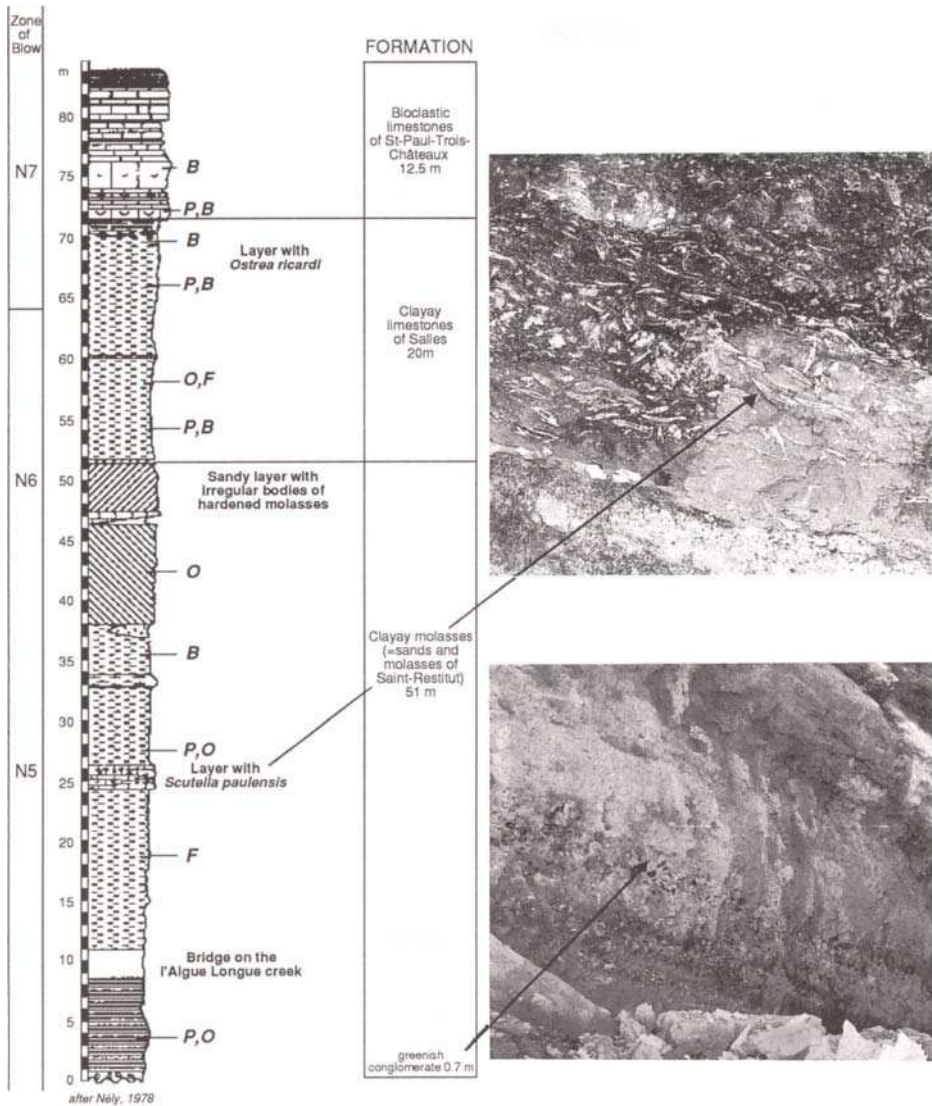 Zone
of
Blow
FORMATION
m
80
75
70
65
60
55
50
45
40
35
30
25
20
15
10
5
0
N7
N6
N5
B
P,B
B
Layer with
Ostrea ricardi
P,B
O,F
P,B
Sandy layer with
Irregular bodies of
hardened molasses
O
B
P,O
Layer with
Scutella paulensis
F
Bridge on the
l'Aigue Longue creek
P,O
Bioclastic
limestones
of St-Paul-Trois-
Châteaux
12.5 m
Clayay
limestones
of Salles
20m
Clayay molasses
(=sands and
molasses of
Saint-Restitut)
51 m
greenish
conglomerate 0.7 m
after Nély, 1978